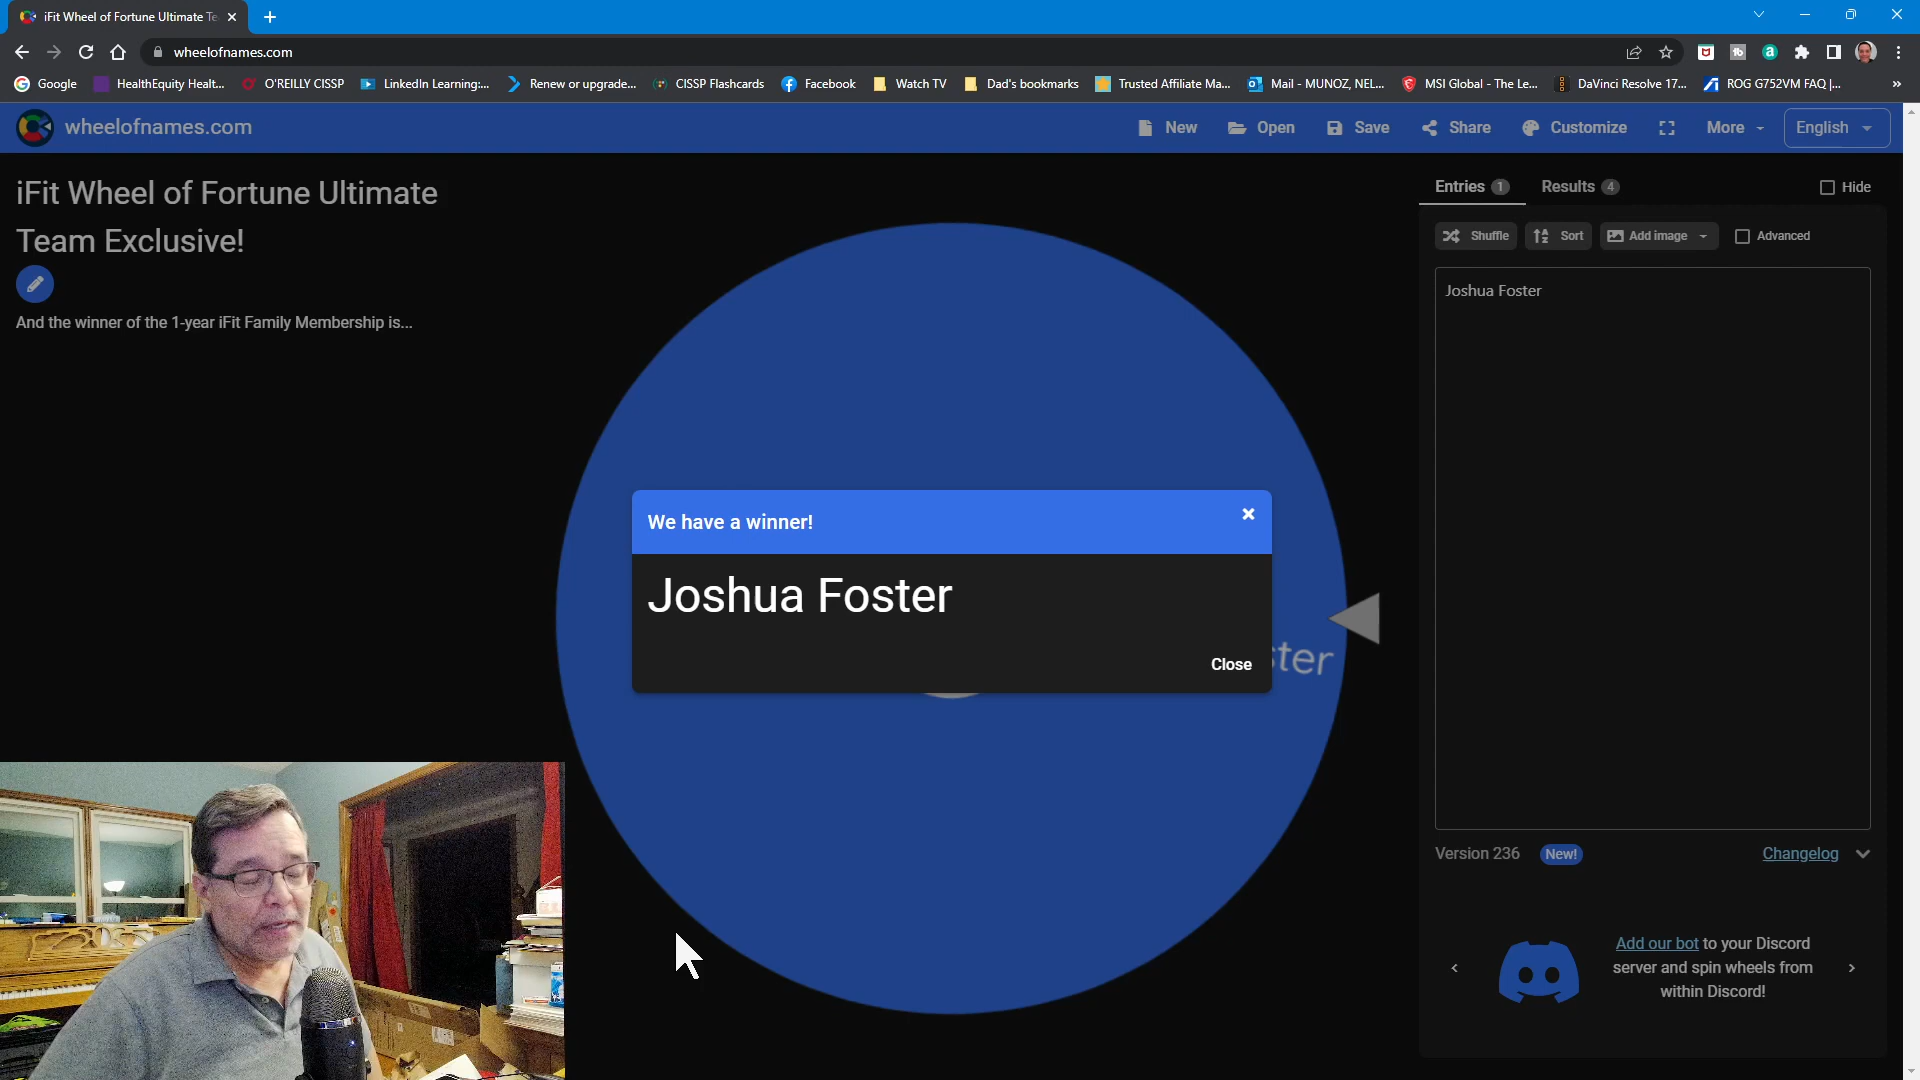 iFit Wheel of Fortune Ultimate Te
wheelofnames.com
Google
HealthEquity Healt...
O'REILLY CISSP
LinkedIn Learning:...
Renew or upgrade...
CISSP Flashcards
Facebook
Watch TV
Dad's bookmarks
Trusted Affiliate Ma...
Mail - MUNOZ, NEL...
MSI Global - The Le...
DaVinci Resolve 17...
ROG G752VM FAQ |...
»
wheelofnames.com
New
Open
Save
Share
Customize
More
English
iFit Wheel of Fortune Ultimate
Team Exclusive!
And the winner of the 1-year iFit Family Membership is...
Entries 1
Results 4
Hide
Shuffle
Sort
Add image
Advanced
Joshua Foster
We have a winner!
Joshua Foster
Close
ster
Version 236
New!
Changelog
Add our bot to your Discord
server and spin wheels from
within Discord!